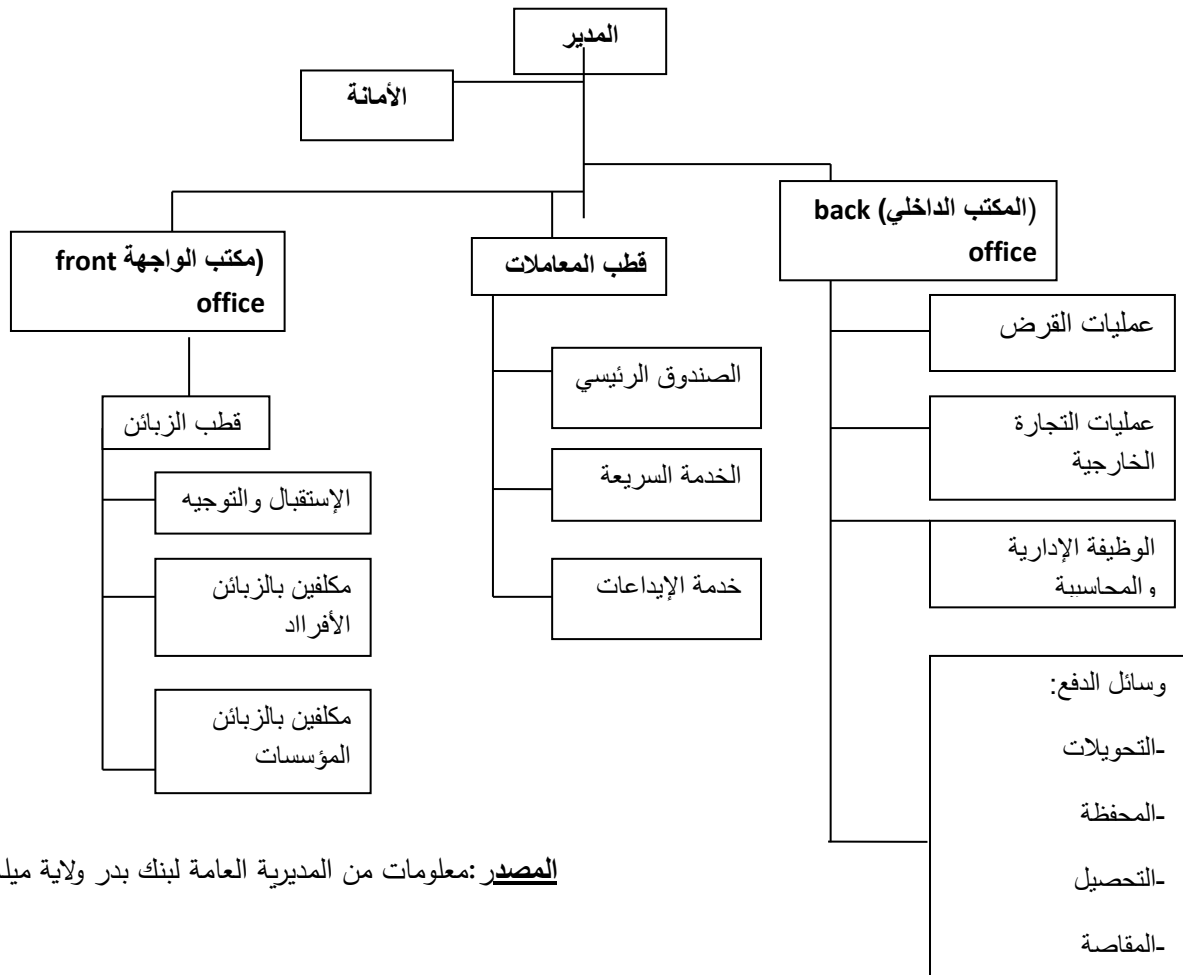 المدير
الأمانة
(المكتب الداخلي) back
office
قطب المعاملات
(مكتب الواجهة front
office
عمليات القرض
الصندوق الرئيسي
قطب الزبائن
عمليات التجارة
الخارجية
الخدمة السريعة
الإستقبال والتوجيه
الوظيفة الإدارية
والمحاسبية
خدمة الإيداعات
مكلفين بالزبائن
الأفرااد
وسائل الدفع:
-التحويلات
-المحفظة
-التحصيل
-المقاصة
مكلفين بالزبائن
المؤسسات
المصدر:معلومات من المديرية العامة لبنك بدر ولاية